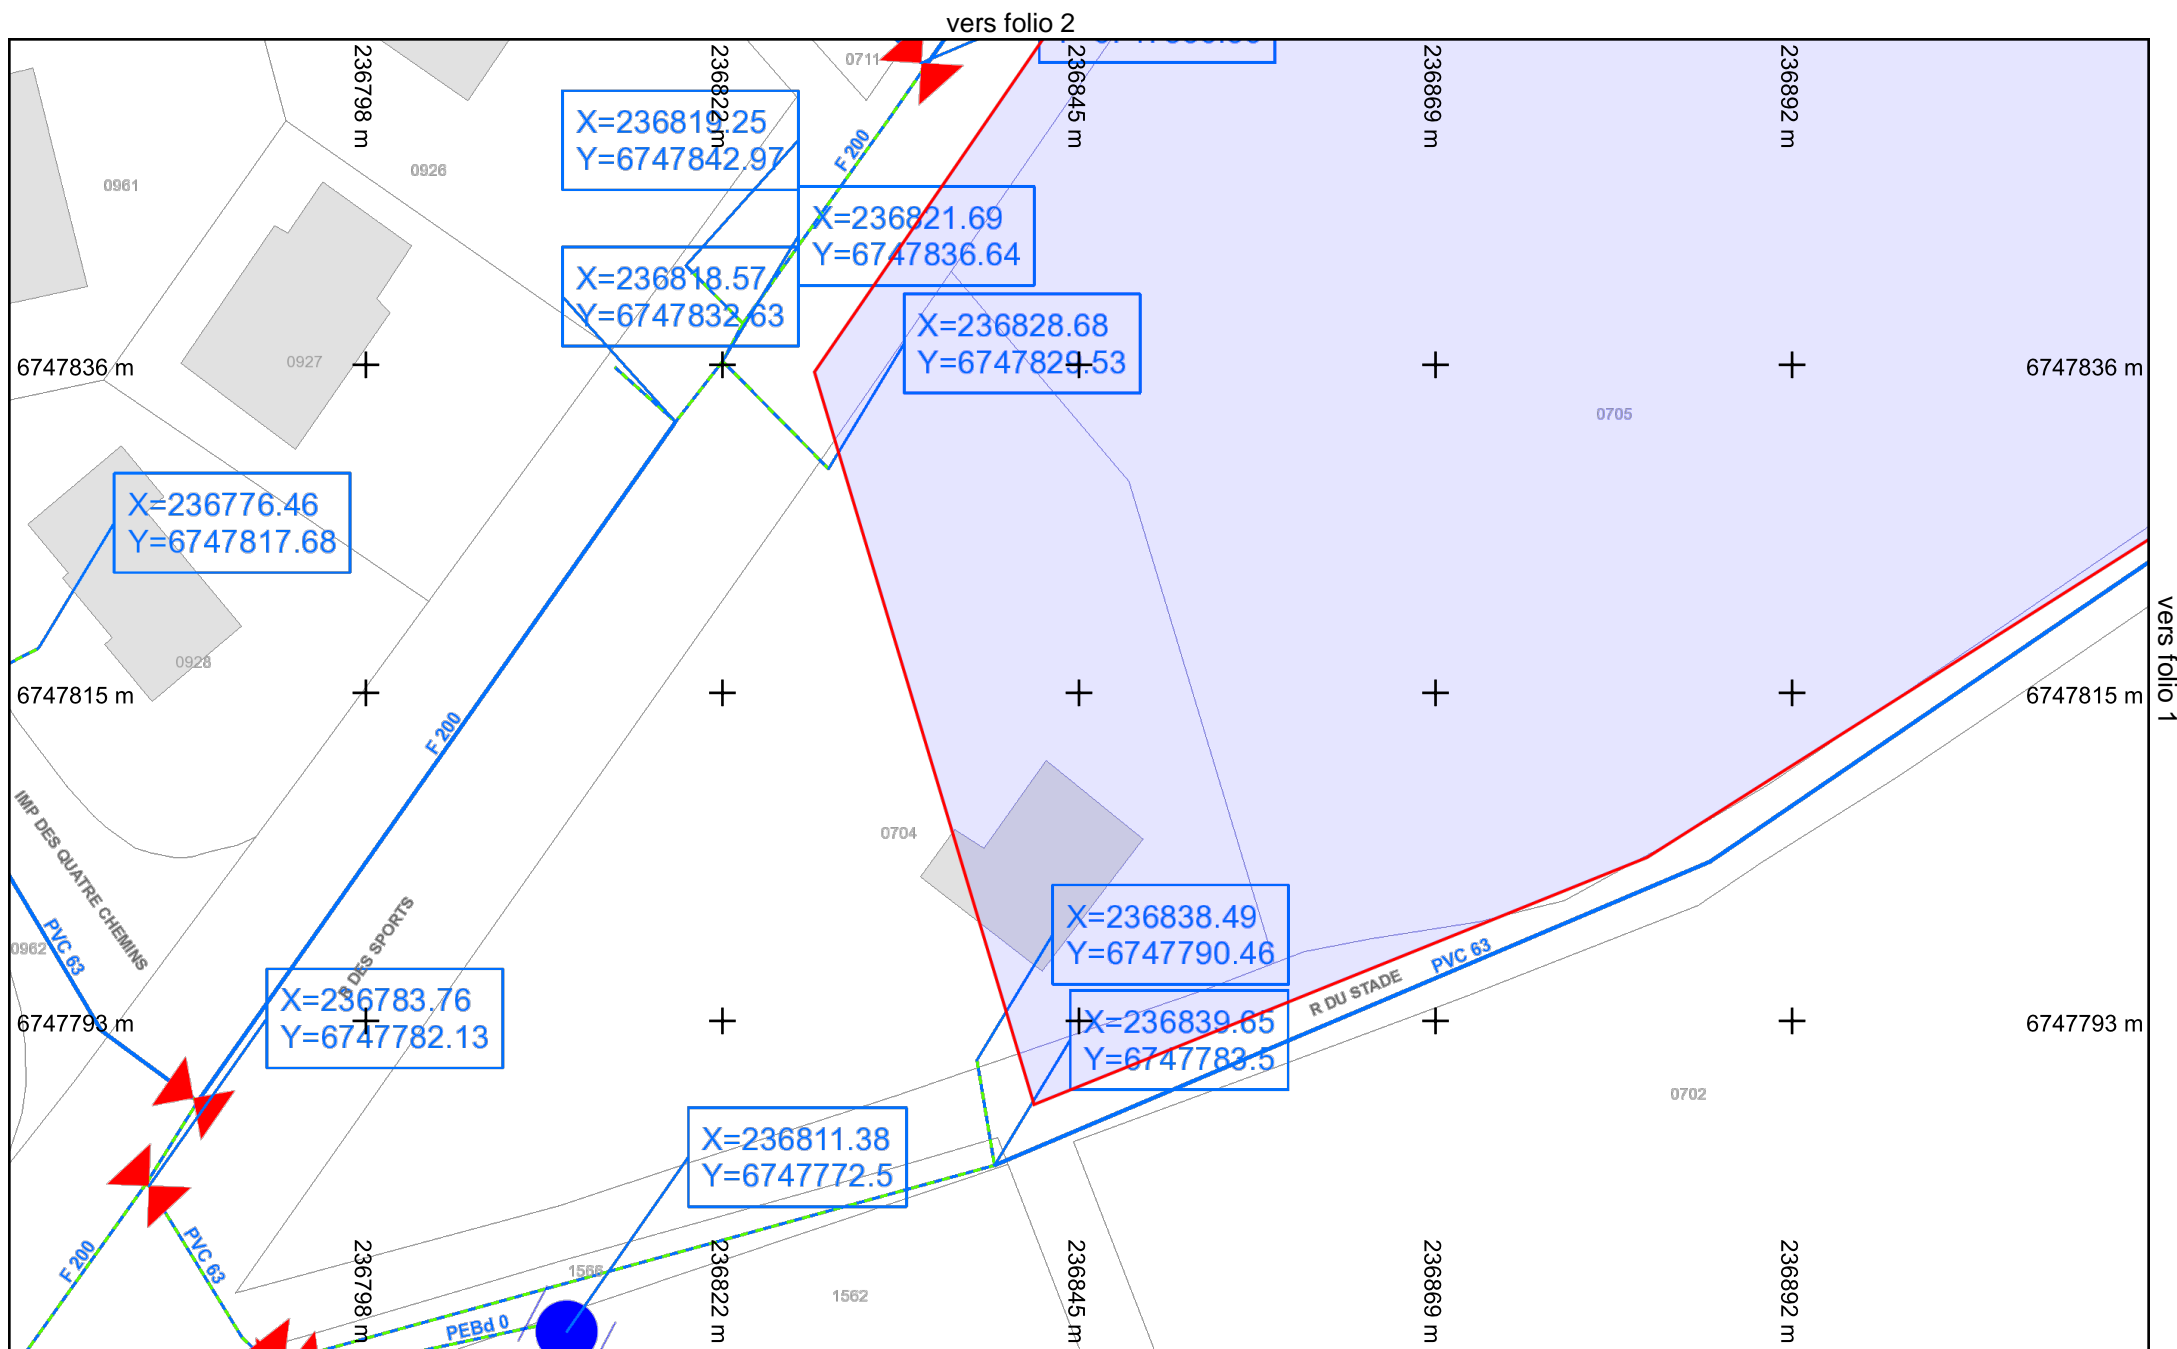 vers folio 2
236798 m
236822 m
236845 m
236869 m
236892 m
0711
X=236819.25
Y=6747842.97
F 200
0961
0926
X=236821.69
Y=6747836.64
X=236818.57
Y=6747832.63
X=236828.68
Y=6747829.53
6747836 m
0927
6747836 m
0705
X=236776.46
Y=6747817.68
0928
6747815 m
6747815 m
vers folio 1
F 200
IMP DES QUATRE CHEMINS
0704
R DES SPORTS
PVC 63
0962
X=236838.49
Y=6747790.46
PVC 63
R DU STADE
X=236783.76
Y=6747782.13
6747793 m
X=236839.65
Y=6747783.5
6747793 m
0702
X=236811.38
Y=6747772.5
F 200
PVC 63
1566
1562
PEBd 0
236798 m
236822 m
236845 m
236869 m
236892 m